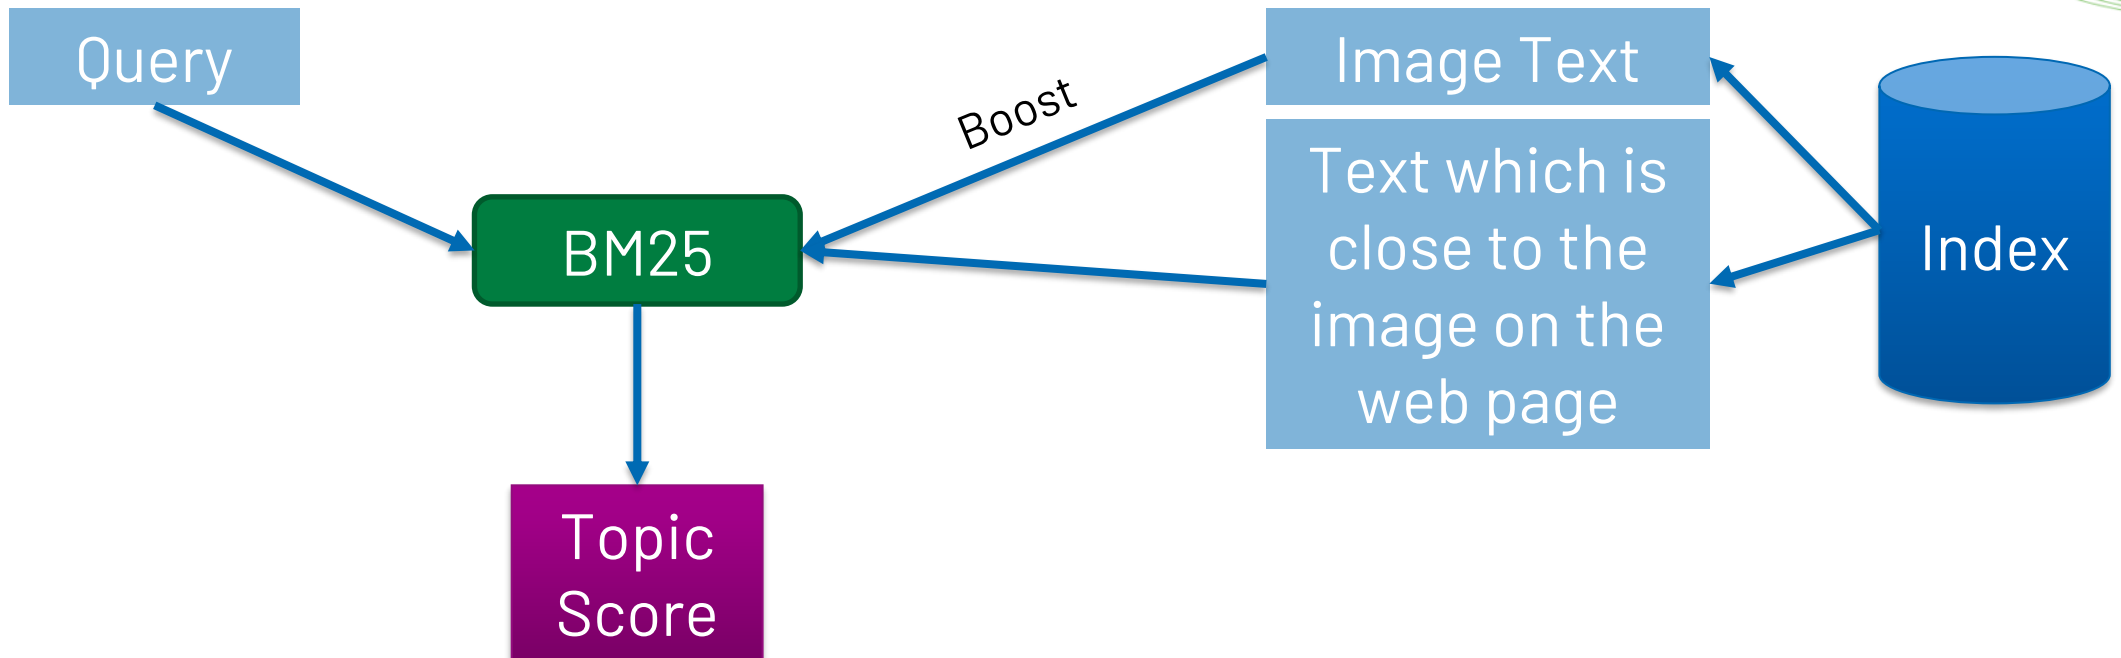 Query
Boost
Image Text
BM25
Text which is
close to the
image on the
web page
Index
Topic
Score